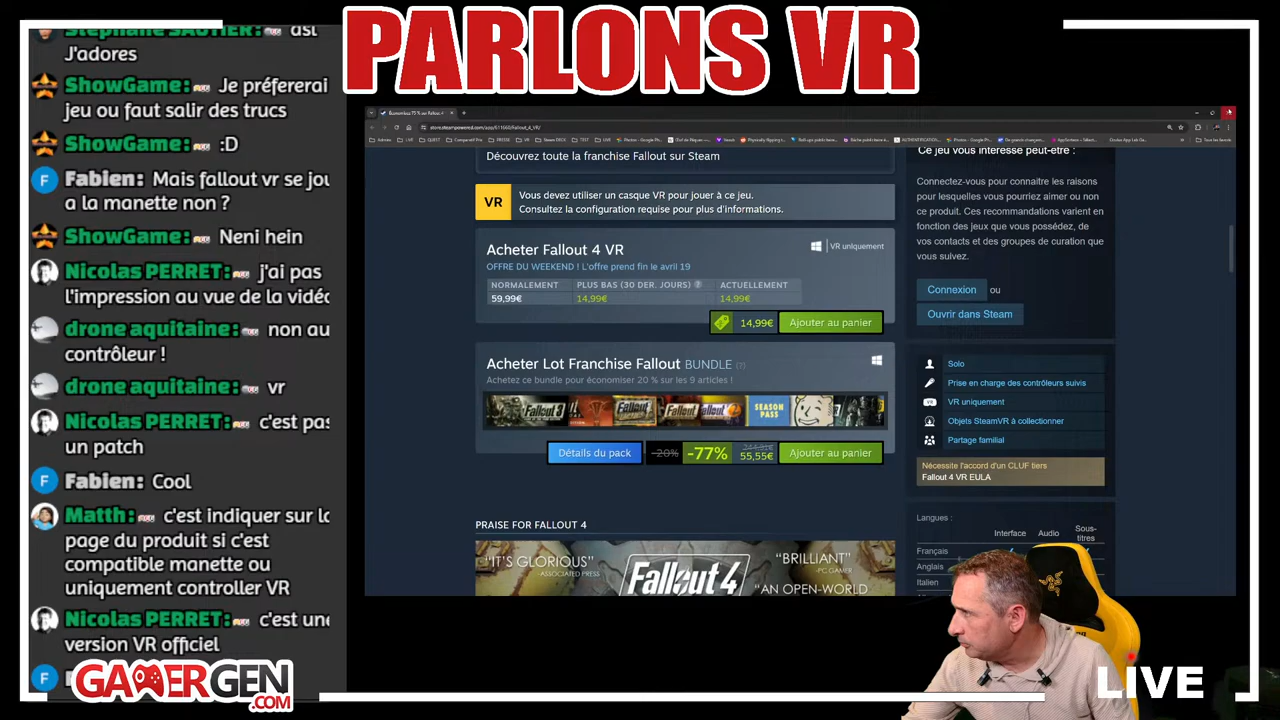 PARLONS VR
Stéphane SAUTIER: asl
J'adores
ShowGame: Je préfererai
jeu ou faut salir des trucs
ShowGame: :D
Fabien: Mais fallout vr se jou
a la manette non ?
ShowGame: Neni hein
Nicolas PERRET: j'ai pas
l'impression au vue de la vidéo
drone aquitaine: non au
contrôleur !
drone aquitaine: vr
Nicolas PERRET: c'est pas
un patch
Fabien: Cool
Matth: c'est indiquer sur la
page du produit si c'est
compatible manette ou
uniquement controller VR
Nicolas PERRET: c'est une
version VR officiel
GAMERGEN
.COM
Découvrez toute la franchise Fallout sur Steam
VR
Vous devez utiliser un casque VR pour jouer à ce jeu.
Consultez la configuration requise pour plus d'informations.
Acheter Fallout 4 VR
VR uniquement
OFFRE DU WEEKEND ! L'offre prend fin le avril 19
NORMALEMENT PLUS BAS (30 DER. JOURS) ? ACTUELLEMENT
59,99€ 14,99€ 14,99€
14,99€ Ajouter au panier
Acheter Lot Franchise Fallout BUNDLE (?)
Achetez ce bundle pour économiser 20 % sur les 9 articles !
Fallout 3 Fallout Fallout SEASON PASS
Détails du pack -20% -77% 55,55€ Ajouter au panier
PRAISE FOR FALLOUT 4
"IT'S GLORIOUS"
-ASSOCIATED PRESS
Fallout 4
"BRILLIANT"
-PC GAMER
"AN OPEN-WORLD
Ce jeu vous intéresse peut-être :
Connectez-vous pour connaître les raisons
pour lesquelles vous pourriez aimer ou non
ce produit. Ces recommandations varient en
fonction des jeux que vous possédez, de
vos contacts et des groupes de curation que
vous suivez.
Connexion ou
Ouvrir dans Steam
Solo
Prise en charge des contrôleurs suivis
VR uniquement
Objets SteamVR à collectionner
Partage familial
Nécessite l'accord d'un CLUF tiers
Fallout 4 VR EULA
Langues :
Interface Audio Sous-
titres
Français
Anglais
Italien
LIVE